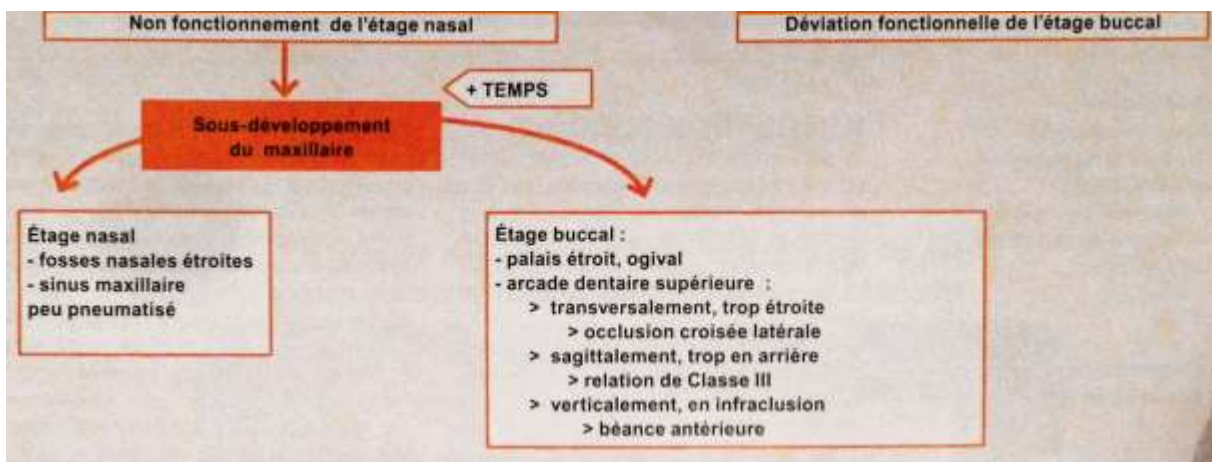 Non fonctionnement de l'étage nasal
Déviation fonctionnelle de l'étage buccal
+ TEMPS
Sous-développement
du maxillaire
Étage nasal
- fosses nasales étroites
- sinus maxillaire
peu pneumatisé
Étage buccal :
- palais étroit, ogival
- arcade dentaire supérieure :
> transversalement, trop étroite
> occlusion croisée latérale
> sagittalement, trop en arrière
> relation de Classe III
> verticalement, en infraclusion
> béance antérieure